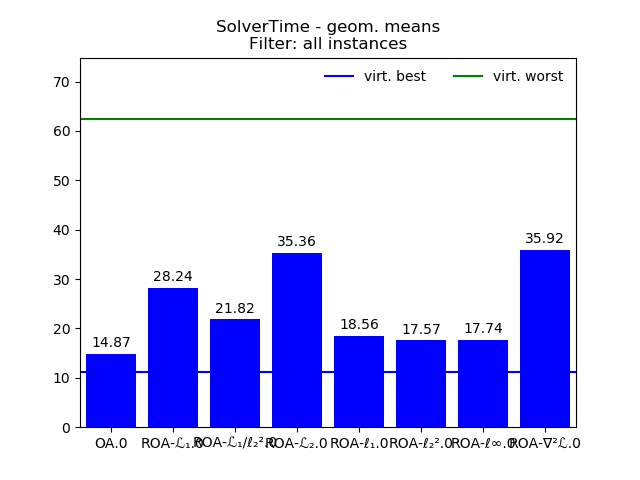 SolverTime - geom. means
Filter: all instances
virt. best
virt. worst
70
60
50
40
30
20
10
0
14.87
28.24
21.82
35.36
18.56
17.57
17.74
35.92
OA.0
ROA-ℒ₁.0
ROA-ℒ₁/ℓ₂².0
ROA-ℒ₂.0
ROA-ℓ₁.0
ROA-ℓ₂².0
ROA-ℓ∞.0
ROA-∇²ℒ.0